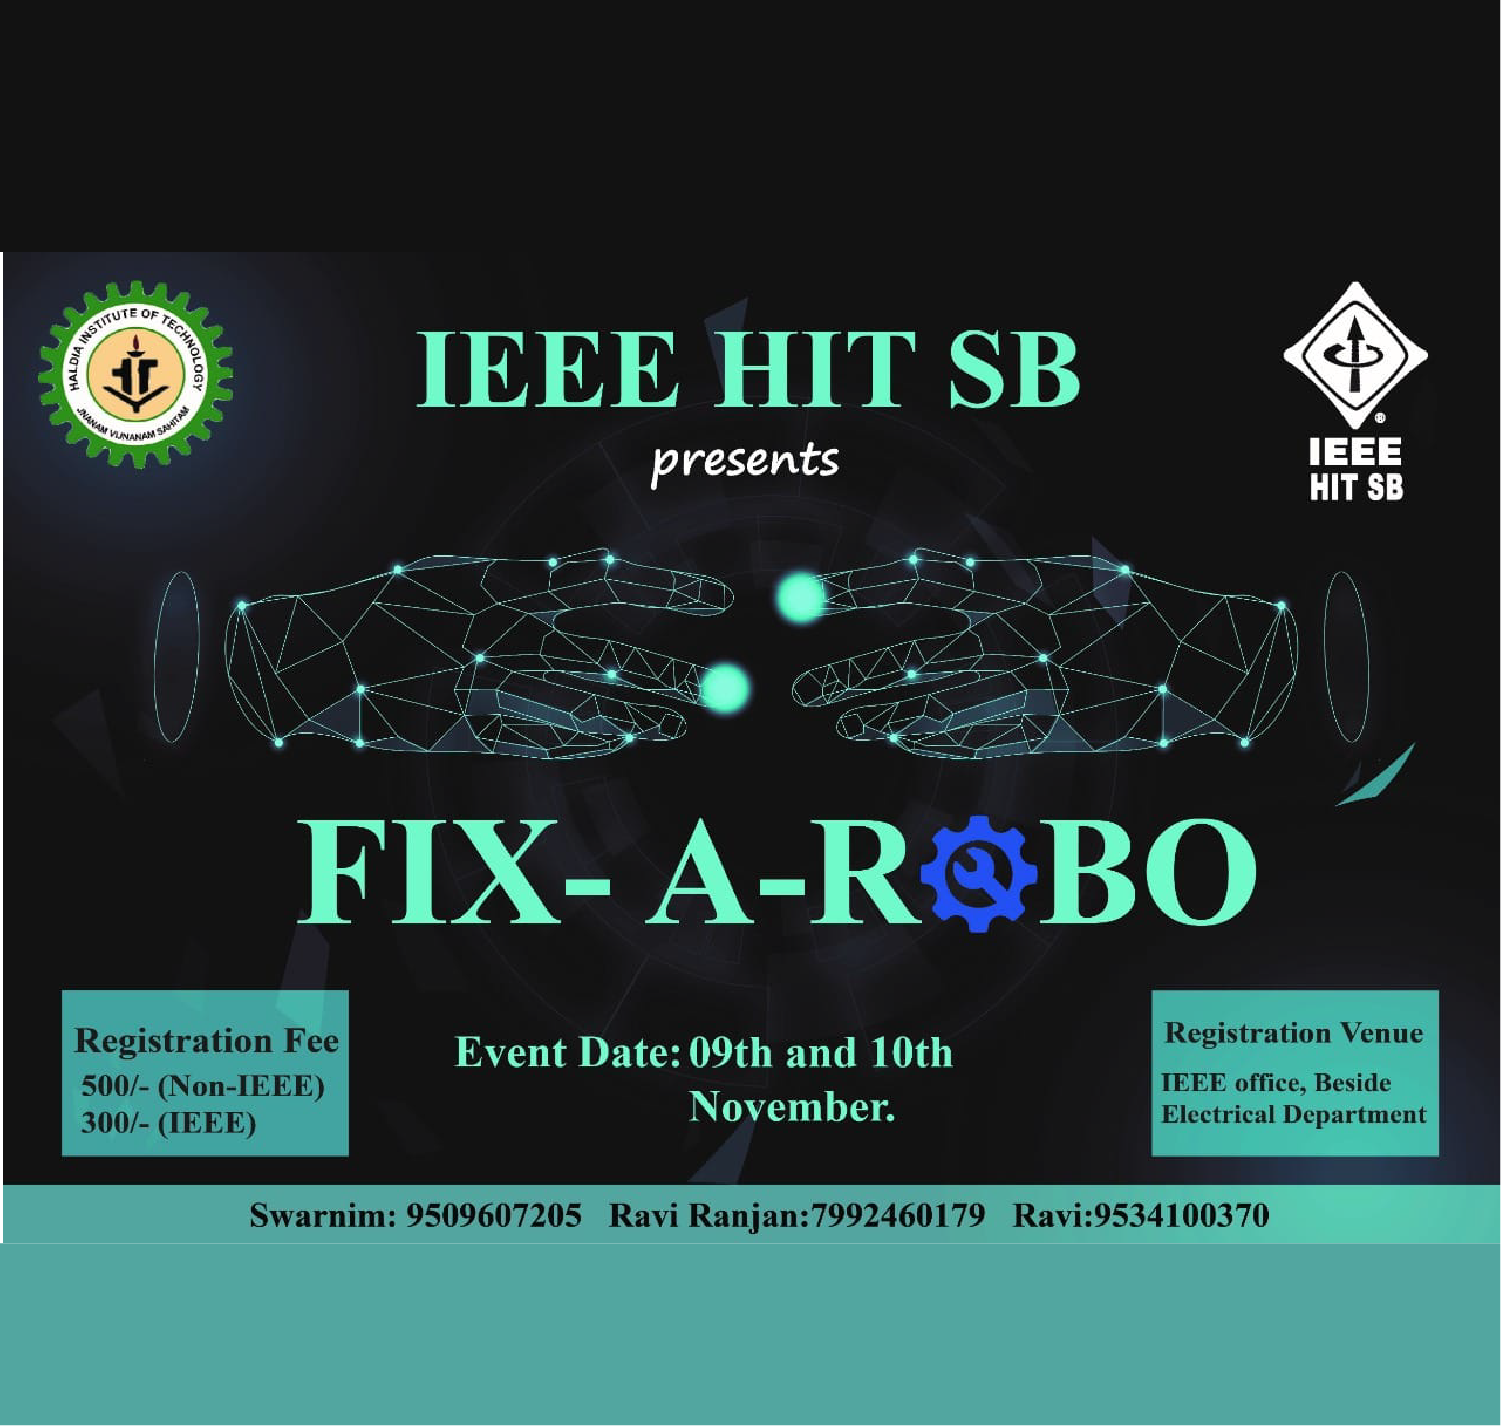 HALDIA INSTITUTE OF TECHNOLOGY
JNANAM VIJNANAM SAHITAM
IEEE HIT SB
presents
IEEE
HIT SB
FIX- A-ROBO
Registration Fee
500/- (Non-IEEE)
300/- (IEEE)
Event Date: 09th and 10th
November.
Registration Venue
IEEE office, Beside
Electrical Department
Swarnim: 9509607205 Ravi Ranjan:7992460179 Ravi:9534100370